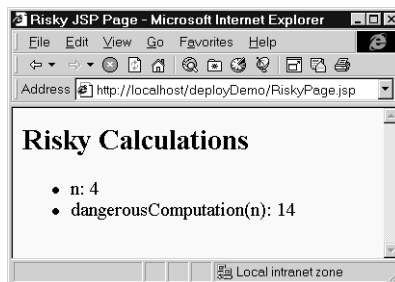 Risky JSP Page - Microsoft Internet Explorer
File Edit View Go Favorites Help
Address http://localhost/deployDemo/RiskyPage.jsp
Risky Calculations
• n: 4
• dangerousComputation(n): 14
Local intranet zone